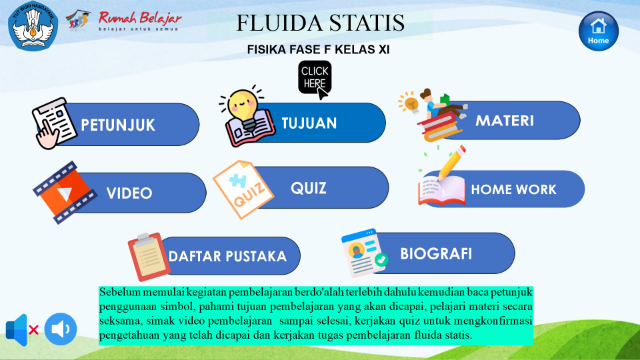 Rumah Belajar
belajar untuk semua
FLUIDA STATIS
FISIKA FASE F KELAS XI
Home
CLICK
HERE
PETUNJUK
TUJUAN
MATERI
VIDEO
QUIZ
QUIZ
HOME WORK
DAFTAR PUSTAKA
BIOGRAFI
Sebelum memulai kegiatan pembelajaran berdo'alah terlebih dahulu kemudian baca petunjuk
penggunaan simbol, pahami tujuan pembelajaran yang akan dicapai, pelajari materi secara
seksama, simak video pembelajaran sampai selesai, kerjakan quiz untuk mengkonfirmasi
pengetahuan yang telah dicapai dan kerjakan tugas pembelajaran fluida statis.